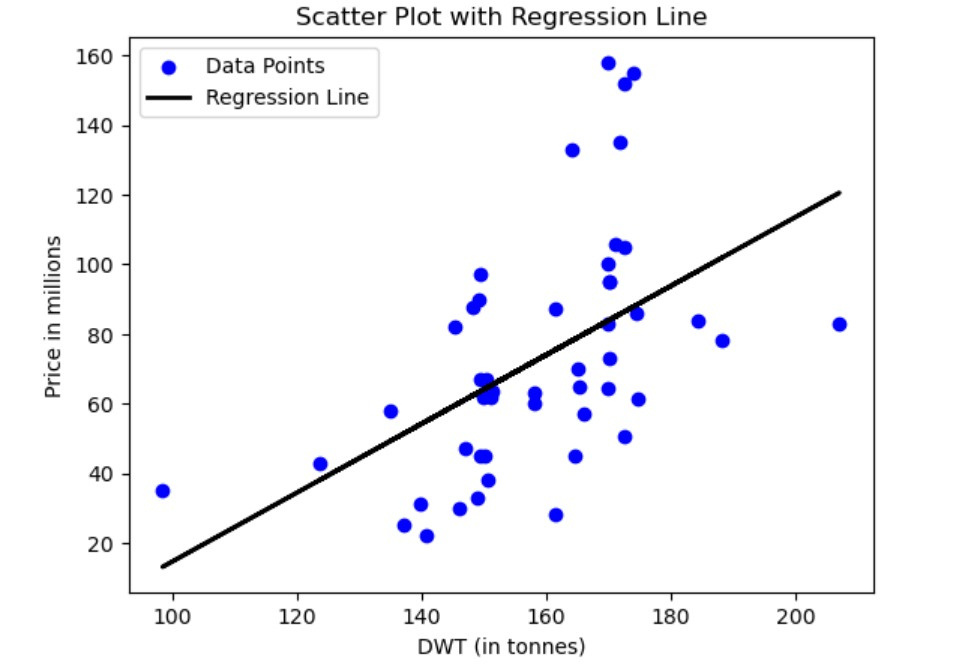 Scatter Plot with Regression Line
Data Points
Regression Line
160
140
120
100
80
60
40
20
Price in millions
100 120 140 160 180 200
DWT (in tonnes)